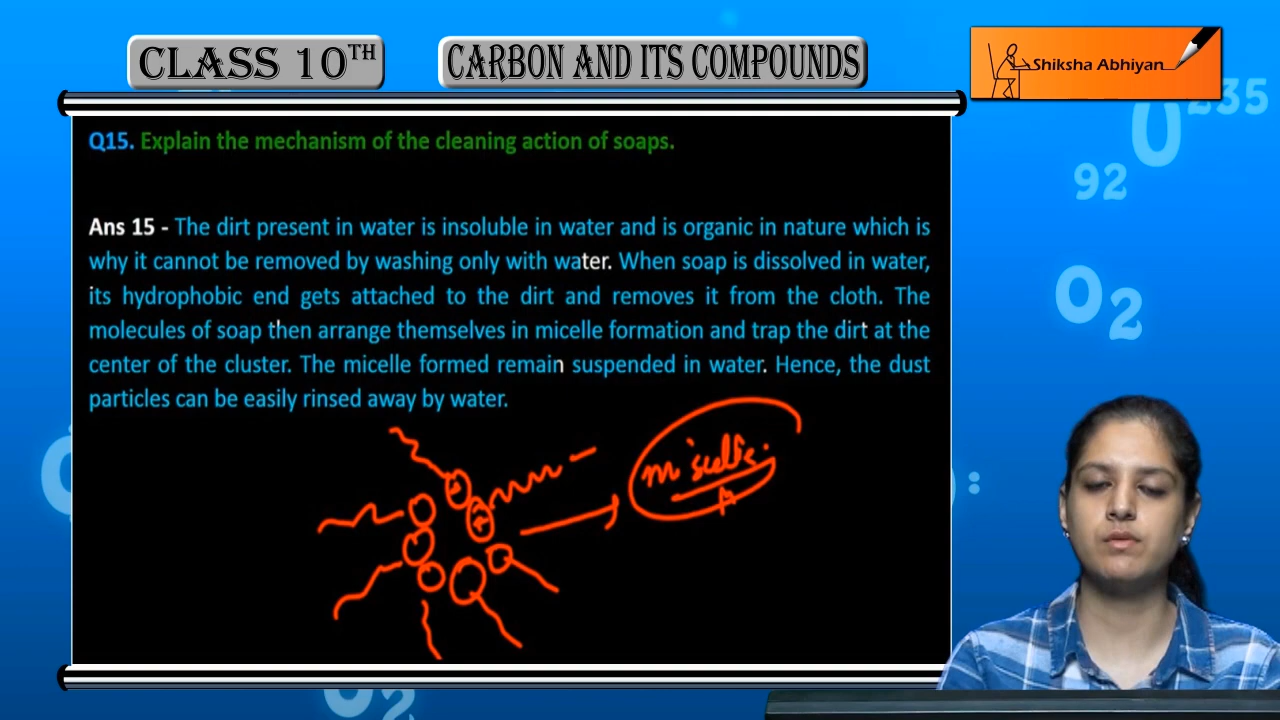 CLASS 10TH
CARBON AND ITS COMPOUNDS
Shiksha Abhiyan
Q15. Explain the mechanism of the cleaning action of soaps.
Ans 15 - The dirt present in water is insoluble in water and is organic in nature which is
why it cannot be removed by washing only with water. When soap is dissolved in water,
its hydrophobic end gets attached to the dirt and removes it from the cloth. The
molecules of soap then arrange themselves in micelle formation and trap the dirt at the
center of the cluster. The micelle formed remain suspended in water. Hence, the dust
particles can be easily rinsed away by water.
235
92
O2